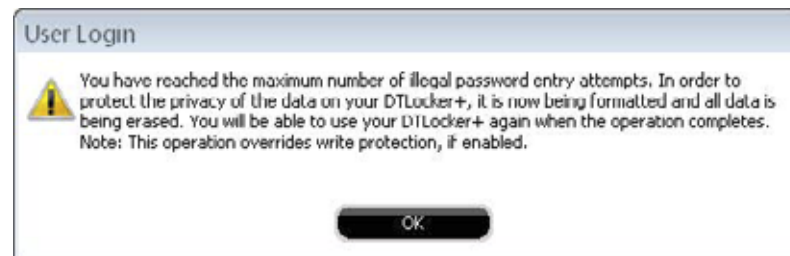 User Login
You have reached the maximum number of illegal password entry attempts. In order to
protect the privacy of the data on your DTLocker+, it is now being formatted and all data is
being erased. You will be able to use your DTLocker+ again when the operation completes.
Note: This operation overrides write protection, if enabled.
OK